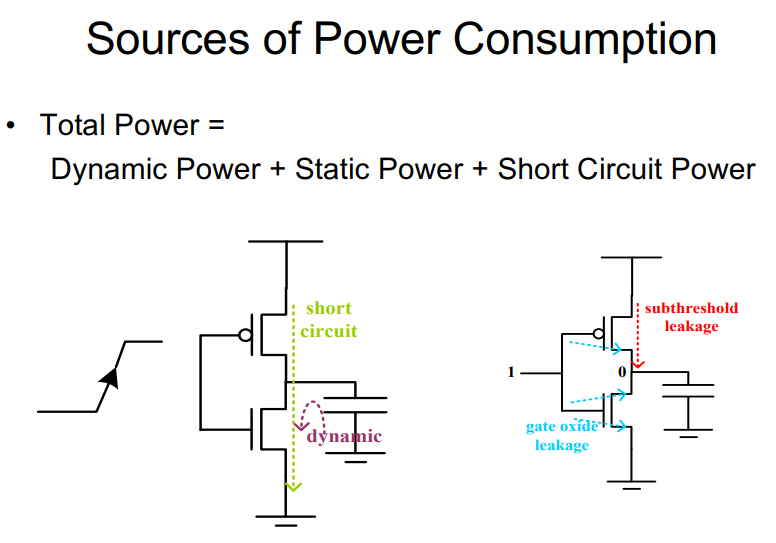 Sources of Power Consumption
• Total Power =
Dynamic Power + Static Power + Short Circuit Power
short
circuit
dynamic
subthreshold
leakage
1
0
gate oxide
leakage